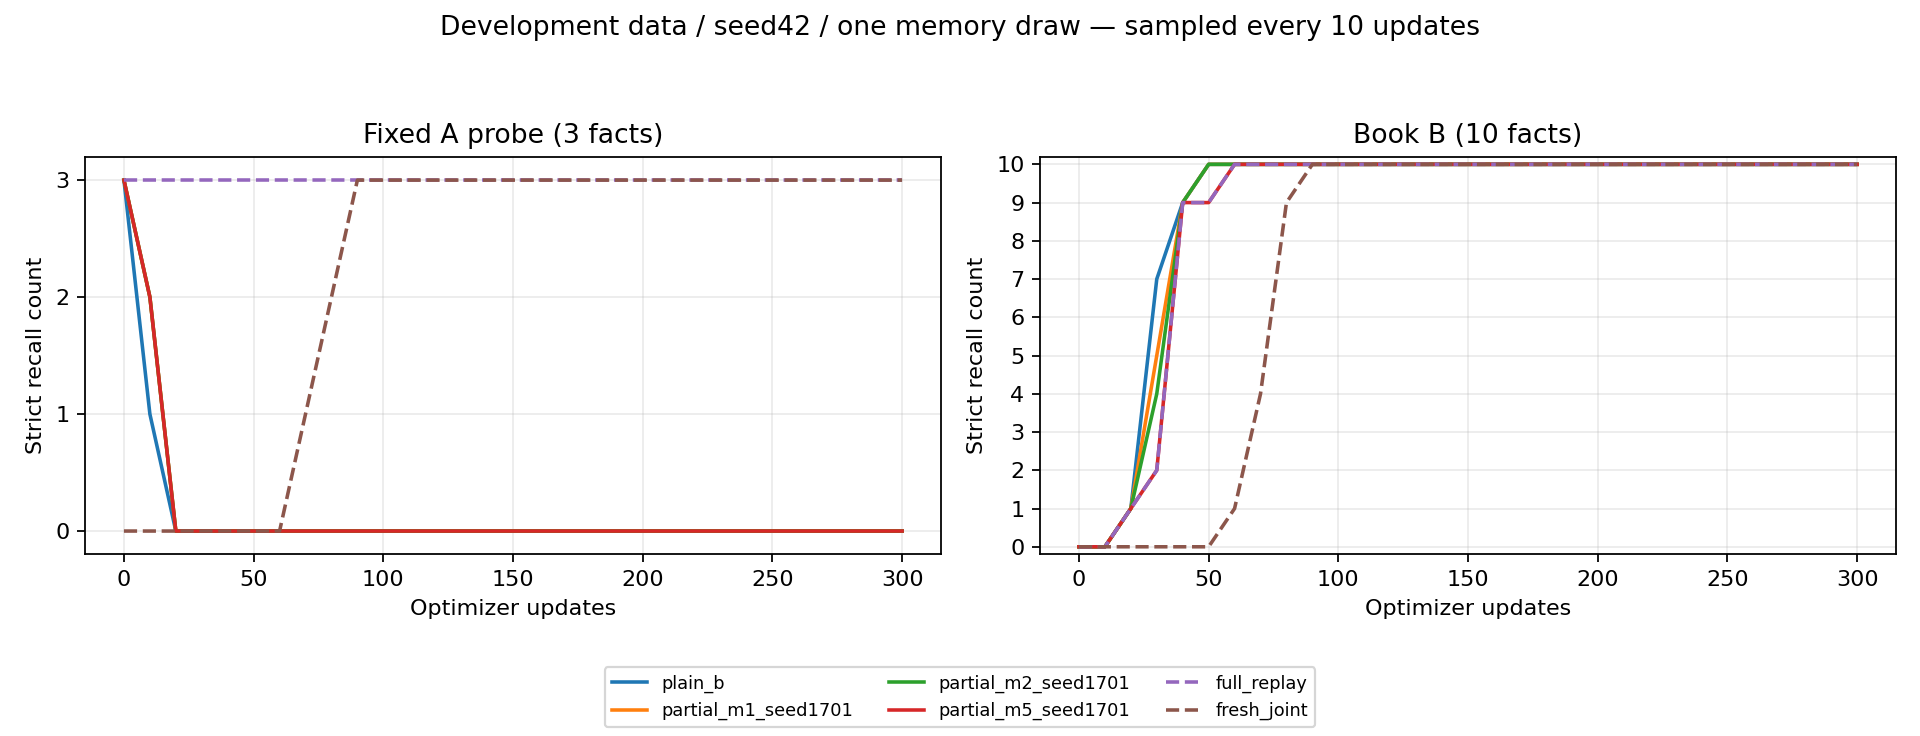 Development data / seed42 / one memory draw — sampled every 10 updates
Fixed A probe (3 facts)
Strict recall count
3
2
1
0
0 50 100 150 200 250 300
Optimizer updates
Book B (10 facts)
Strict recall count
10
9
8
7
6
5
4
3
2
1
0
0 50 100 150 200 250 300
Optimizer updates
plain_b
partial_m1_seed1701
partial_m2_seed1701
partial_m5_seed1701
full_replay
fresh_joint